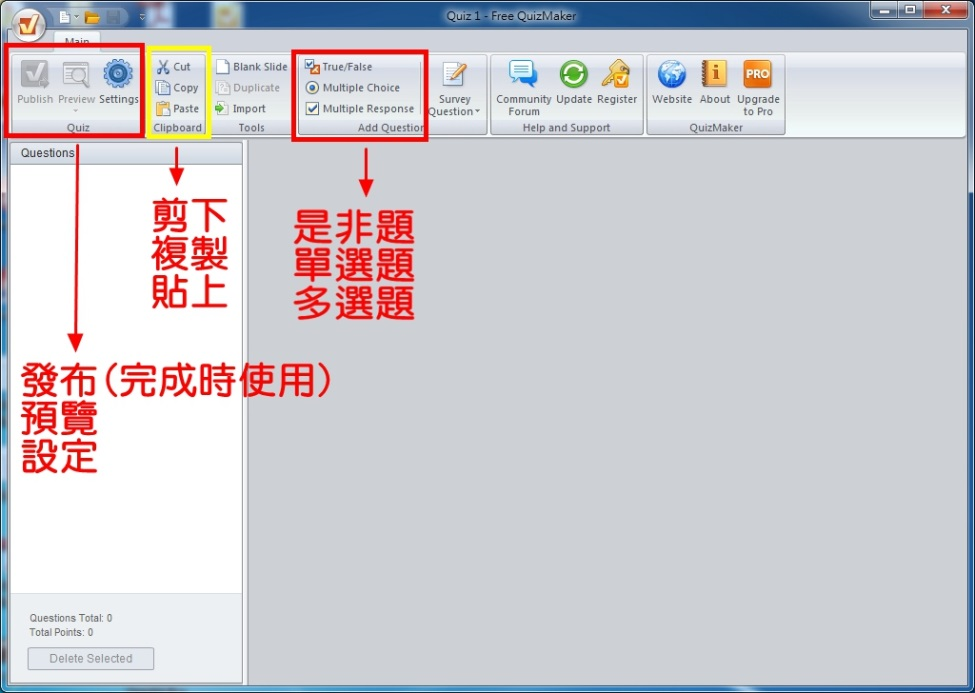 Quiz 1 - Free QuizMaker
Main
Publish Preview Settings
Quiz
Cut
Copy
Paste
Clipboard
Blank Slide
Duplicate
Import
Tools
True/False
Multiple Choice
Multiple Response
Survey
Question
Add Question
Community
Forum
Update
Register
Help and Support
Website
About
Upgrade
to Pro
PRO
QuizMaker
Questions
剪下
複製
貼上
是非題
單選題
多選題
發布(完成時使用)
預覽
設定
Questions Total: 0
Total Points: 0
Delete Selected